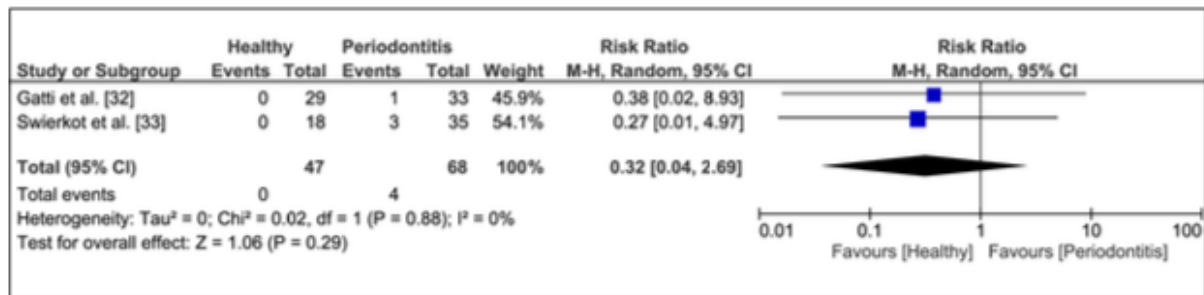 Healthy Periodontitis Risk Ratio Risk Ratio
Study or Subgroup Events Total Events Total Weight M-H, Random, 95% CI M-H, Random, 95% CI
Gatti et al. [32] 0 29 1 33 45.9% 0.38 [0.02, 8.93]
Swierkot et al. [33] 0 18 3 35 54.1% 0.27 [0.01, 4.97]
Total (95% CI) 47 68 100% 0.32 [0.04, 2.69]
Total events 0 4
Heterogeneity: Tau² = 0; Chi² = 0.02, df = 1 (P = 0.88); I² = 0%
Test for overall effect: Z = 1.06 (P = 0.29)
0.01 0.1 1 10 100
Favours [Healthy] Favours [Periodontitis]